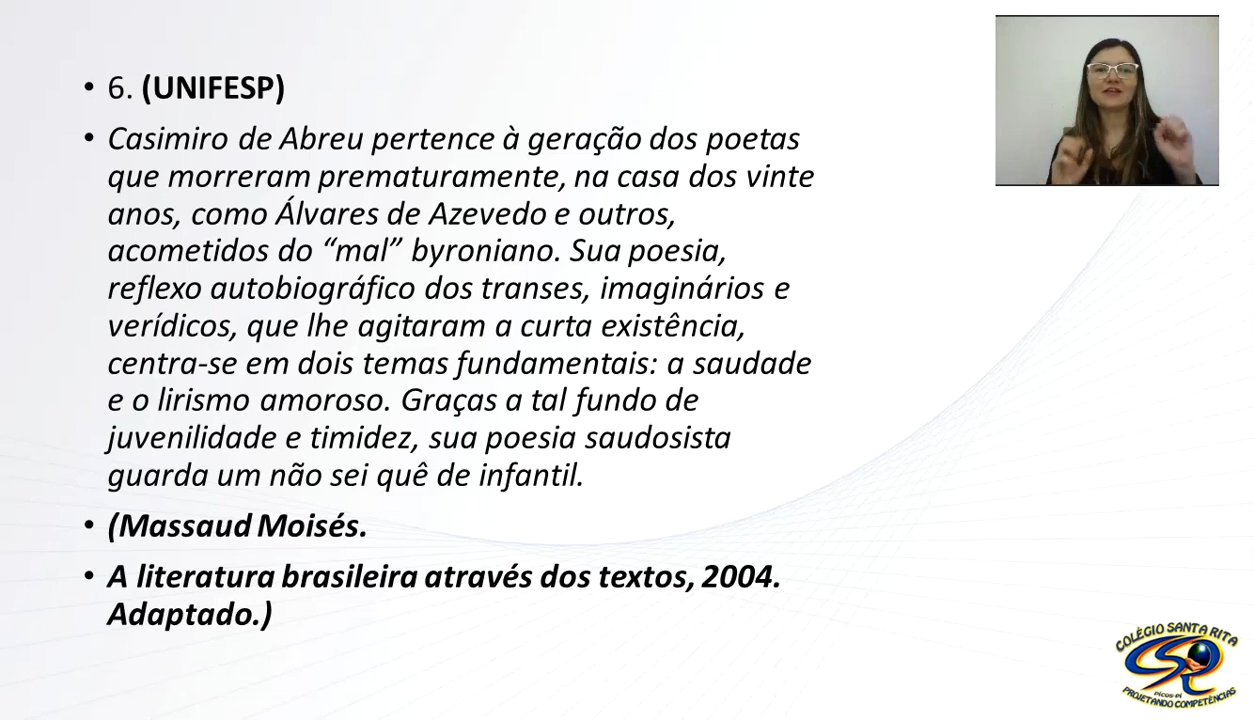 • 6. (UNIFESP)
• Casimiro de Abreu pertence à geração dos poetas
que morreram prematuramente, na casa dos vinte
anos, como Álvares de Azevedo e outros,
acometidos do “mal” byroniano. Sua poesia,
reflexo autobiográfico dos transes, imaginários e
verídicos, que lhe agitaram a curta existência,
centra-se em dois temas fundamentais: a saudade
e o lirismo amoroso. Graças a tal fundo de
juvenilidade e timidez, sua poesia saudosista
guarda um não sei quê de infantil.
• (Massaud Moisés.
• A literatura brasileira através dos textos, 2004.
Adaptado.)
COLÉGIO SANTA RITA
CSR
PICOS-PI
PROJETANDO COMPETÊNCIAS